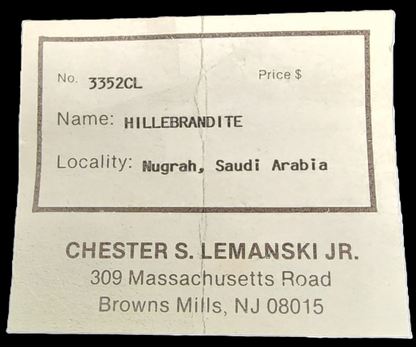 No. 3352CL Price $
Name: HILLEBRANDITE
Locality: Nugrah, Saudi Arabia
CHESTER S. LEMANSKI JR.
309 Massachusetts Road
Browns Mills, NJ 08015